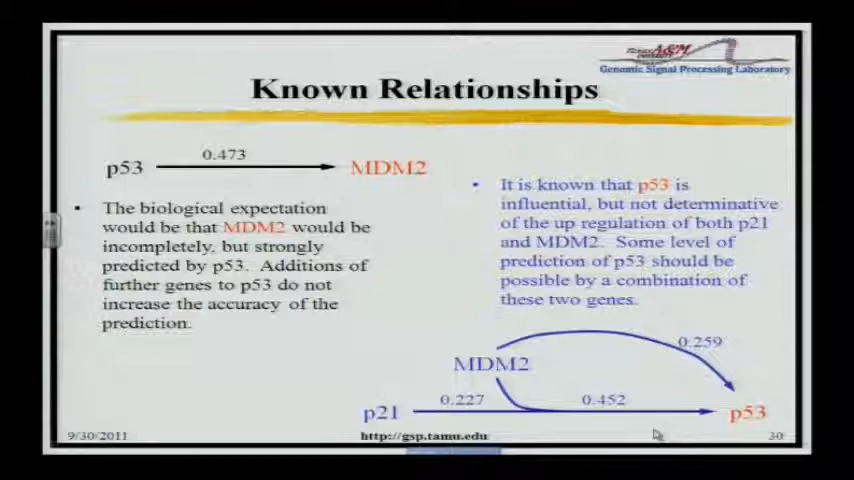 TEXAS A&M
UNIVERSITY
Genomic Signal Processing Laboratory
Known Relationships
p53 0.473 MDM2
• The biological expectation
would be that MDM2 would be
incompletely, but strongly
predicted by p53. Additions of
further genes to p53 do not
increase the accuracy of the
prediction.
• It is known that p53 is
influential, but not determinative
of the up regulation of both p21
and MDM2. Some level of
prediction of p53 should be
possible by a combination of
these two genes.
0.259
MDM2
p21 0.227 0.452 p53
9/30/2011 http://gsp.tamu.edu 30